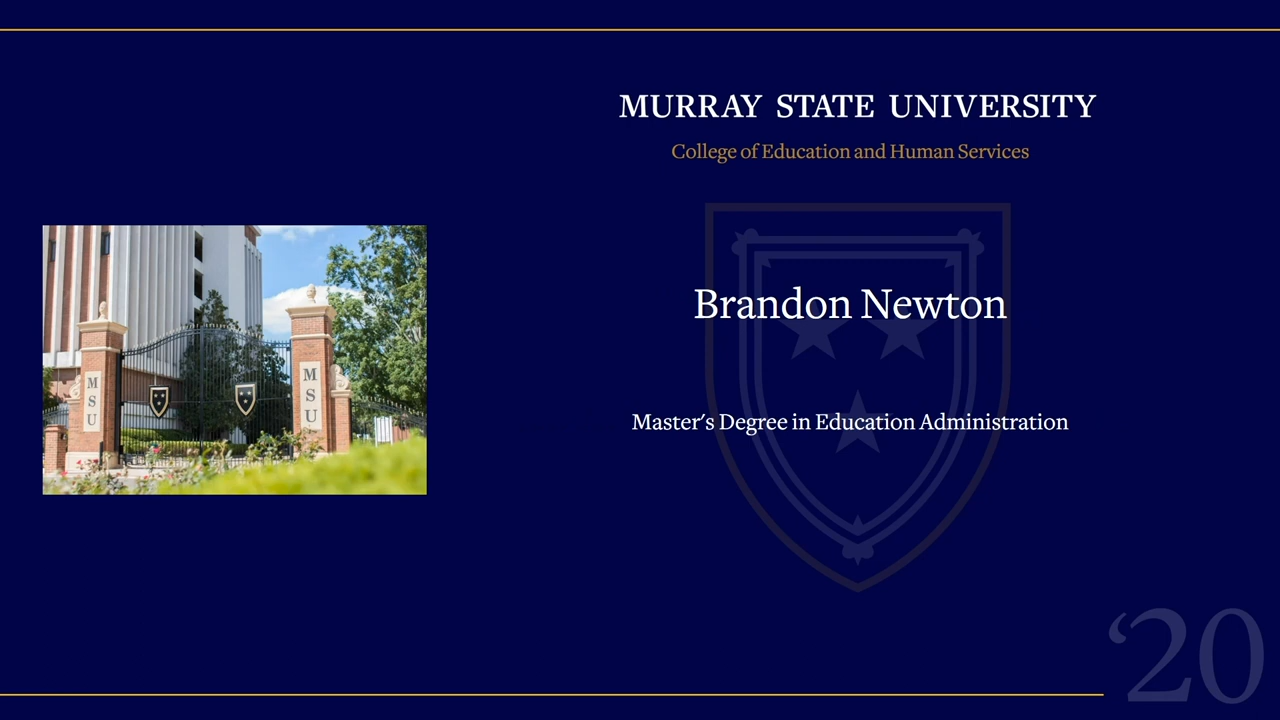 MURRAY STATE UNIVERSITY
College of Education and Human Services
Brandon Newton
Master's Degree in Education Administration
MSU
MSU
‘20